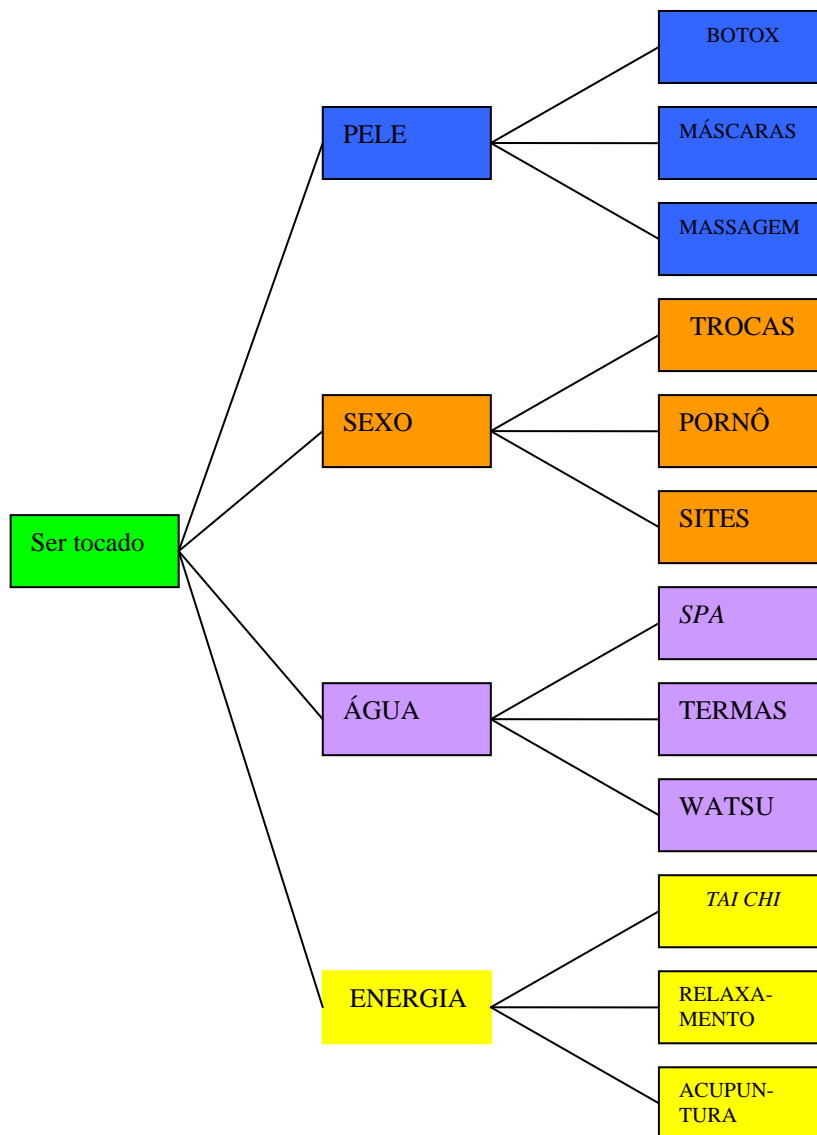 BOTOX
PELE
MÁSCARAS
MASSAGEM
TROCAS
SEXO
PORNÔ
SITES
Ser tocado
SPA
ÁGUA
TERMAS
WATSU
TAI CHI
ENERGIA
RELAXA-
MENTO
ACUPUN-
TURA